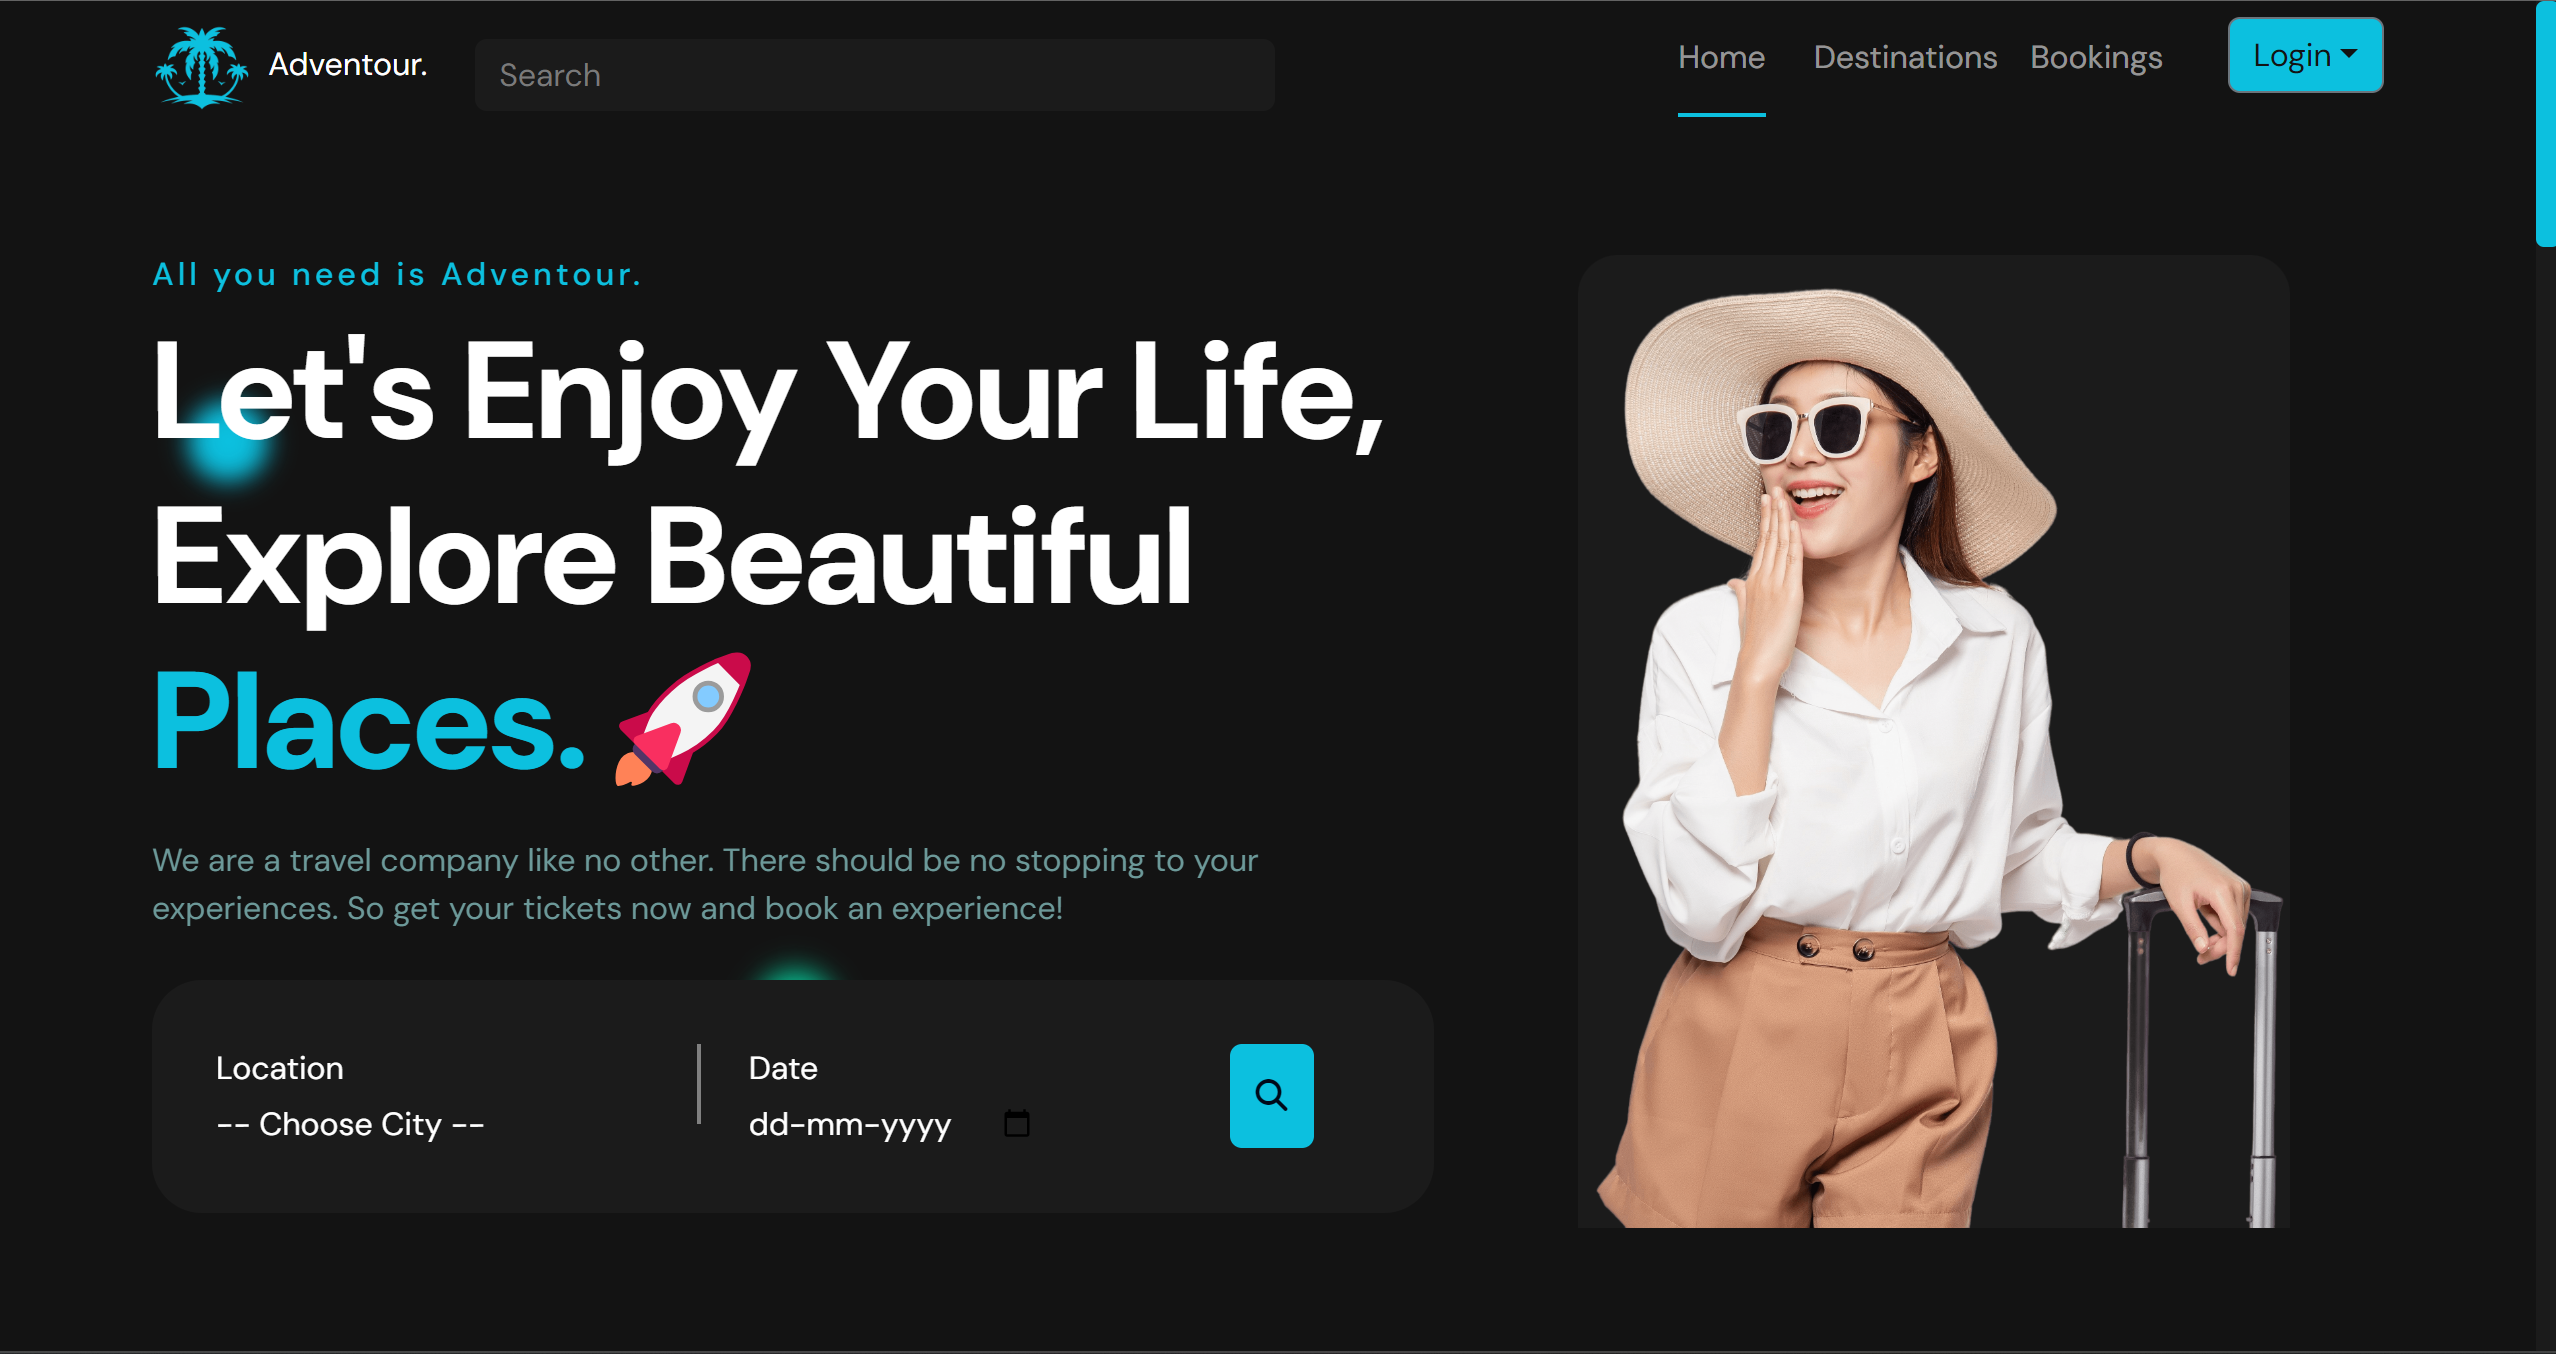 Adventour.
Search
Home Destinations Bookings Login
All you need is Adventour.
Let's Enjoy Your Life,
Explore Beautiful
Places. 🚀
We are a travel company like no other. There should be no stopping to your
experiences. So get your tickets now and book an experience!
Location
-- Choose City --
Date
dd-mm-yyyy